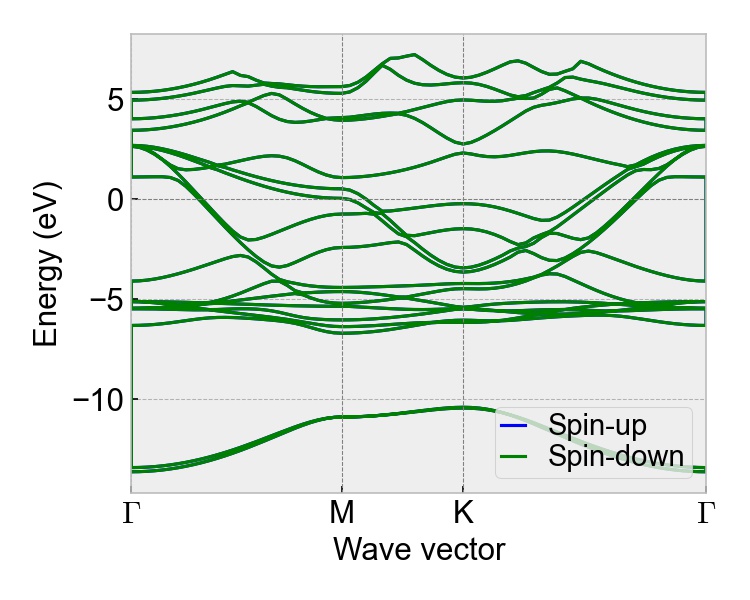 Energy (eV)
5
0
−5
−10
Spin-up
Spin-down
Γ M K Γ
Wave vector